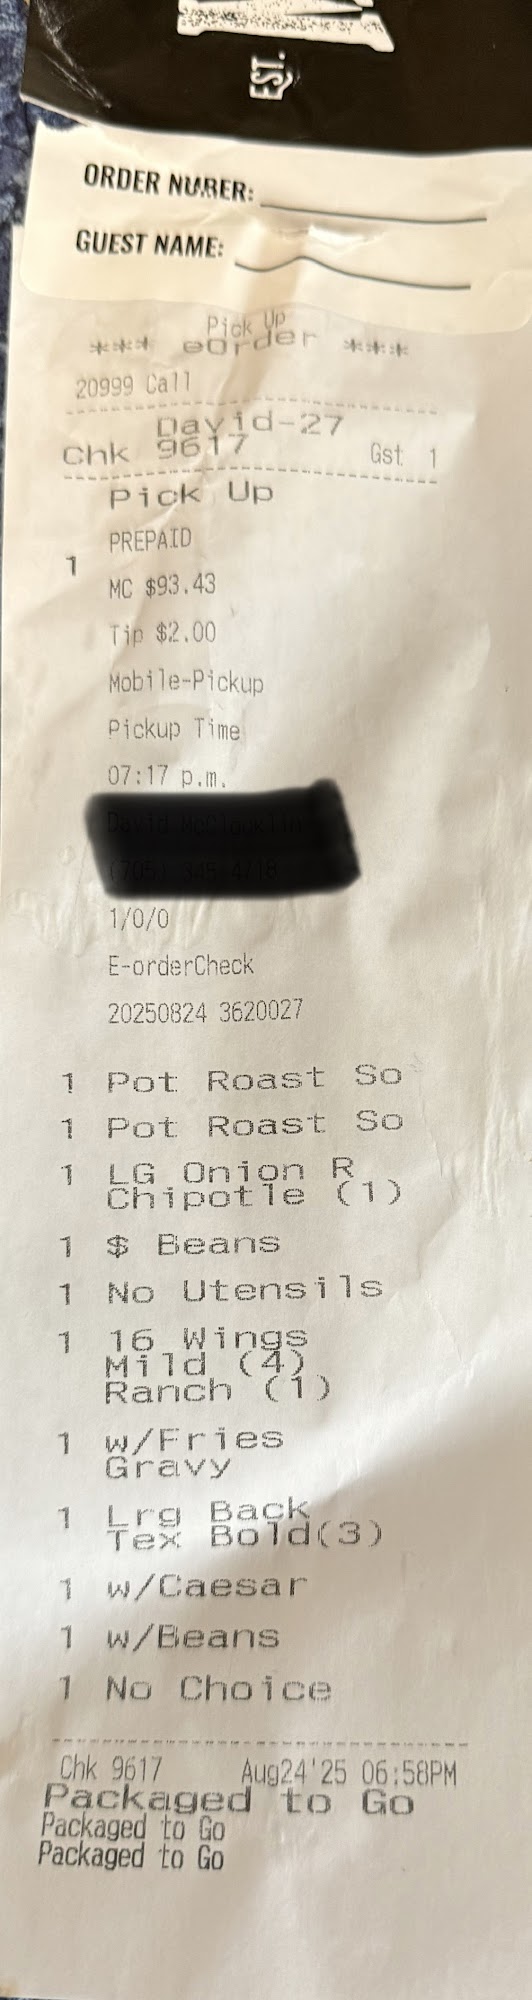 EST.
ORDER NUMBER:
GUEST NAME:
Pick Up
*** eOrder ***
20999 Call
David-27
Chk 9617 Gst 1
Pick Up
PREPAID
1
MC $93.43
Tip $2.00
Mobile-Pickup
Pickup Time
07:17 p.m.
1/0/0
E-orderCheck
20250824 3620027
1 Pot Roast So
1 Pot Roast So
1 LG Onion R
Chipotle (1)
1 $ Beans
1 No Utensils
1 16 Wings
Mild (4)
Ranch (1)
1 w/Fries
Gravy
1 Lrg Back
Tex Bold(3)
1 w/Caesar
1 w/Beans
1 No Choice
Chk 9617 Aug24'25 06:58PM
Packaged to Go
Packaged to Go
Packaged to Go